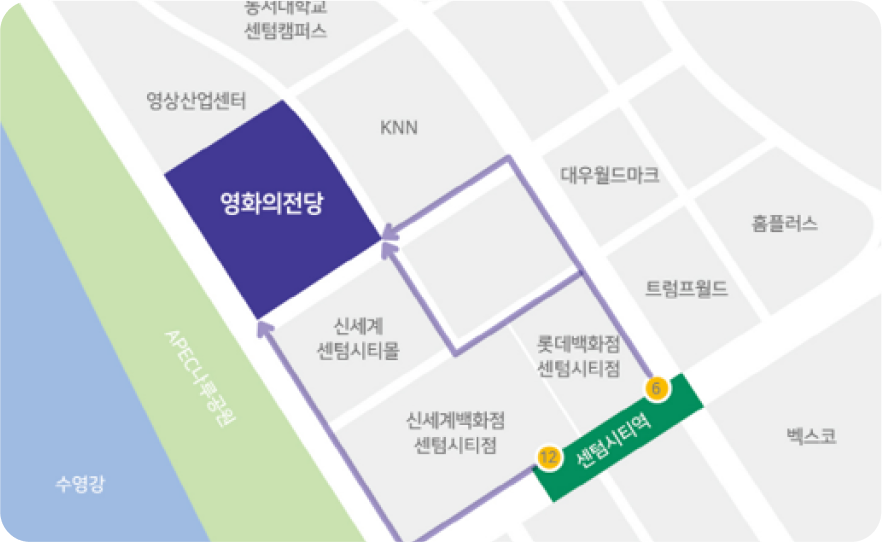 동서대학교
센텀캠퍼스
영상산업센터
KNN
대우월드마크
영화의전당
홈플러스
트럼프월드
신세계
센텀시티몰
롯데백화점
센텀시티점
APEC나루공원
6
신세계백화점
센텀시티점
센텀시티역
벡스코
12
수영강